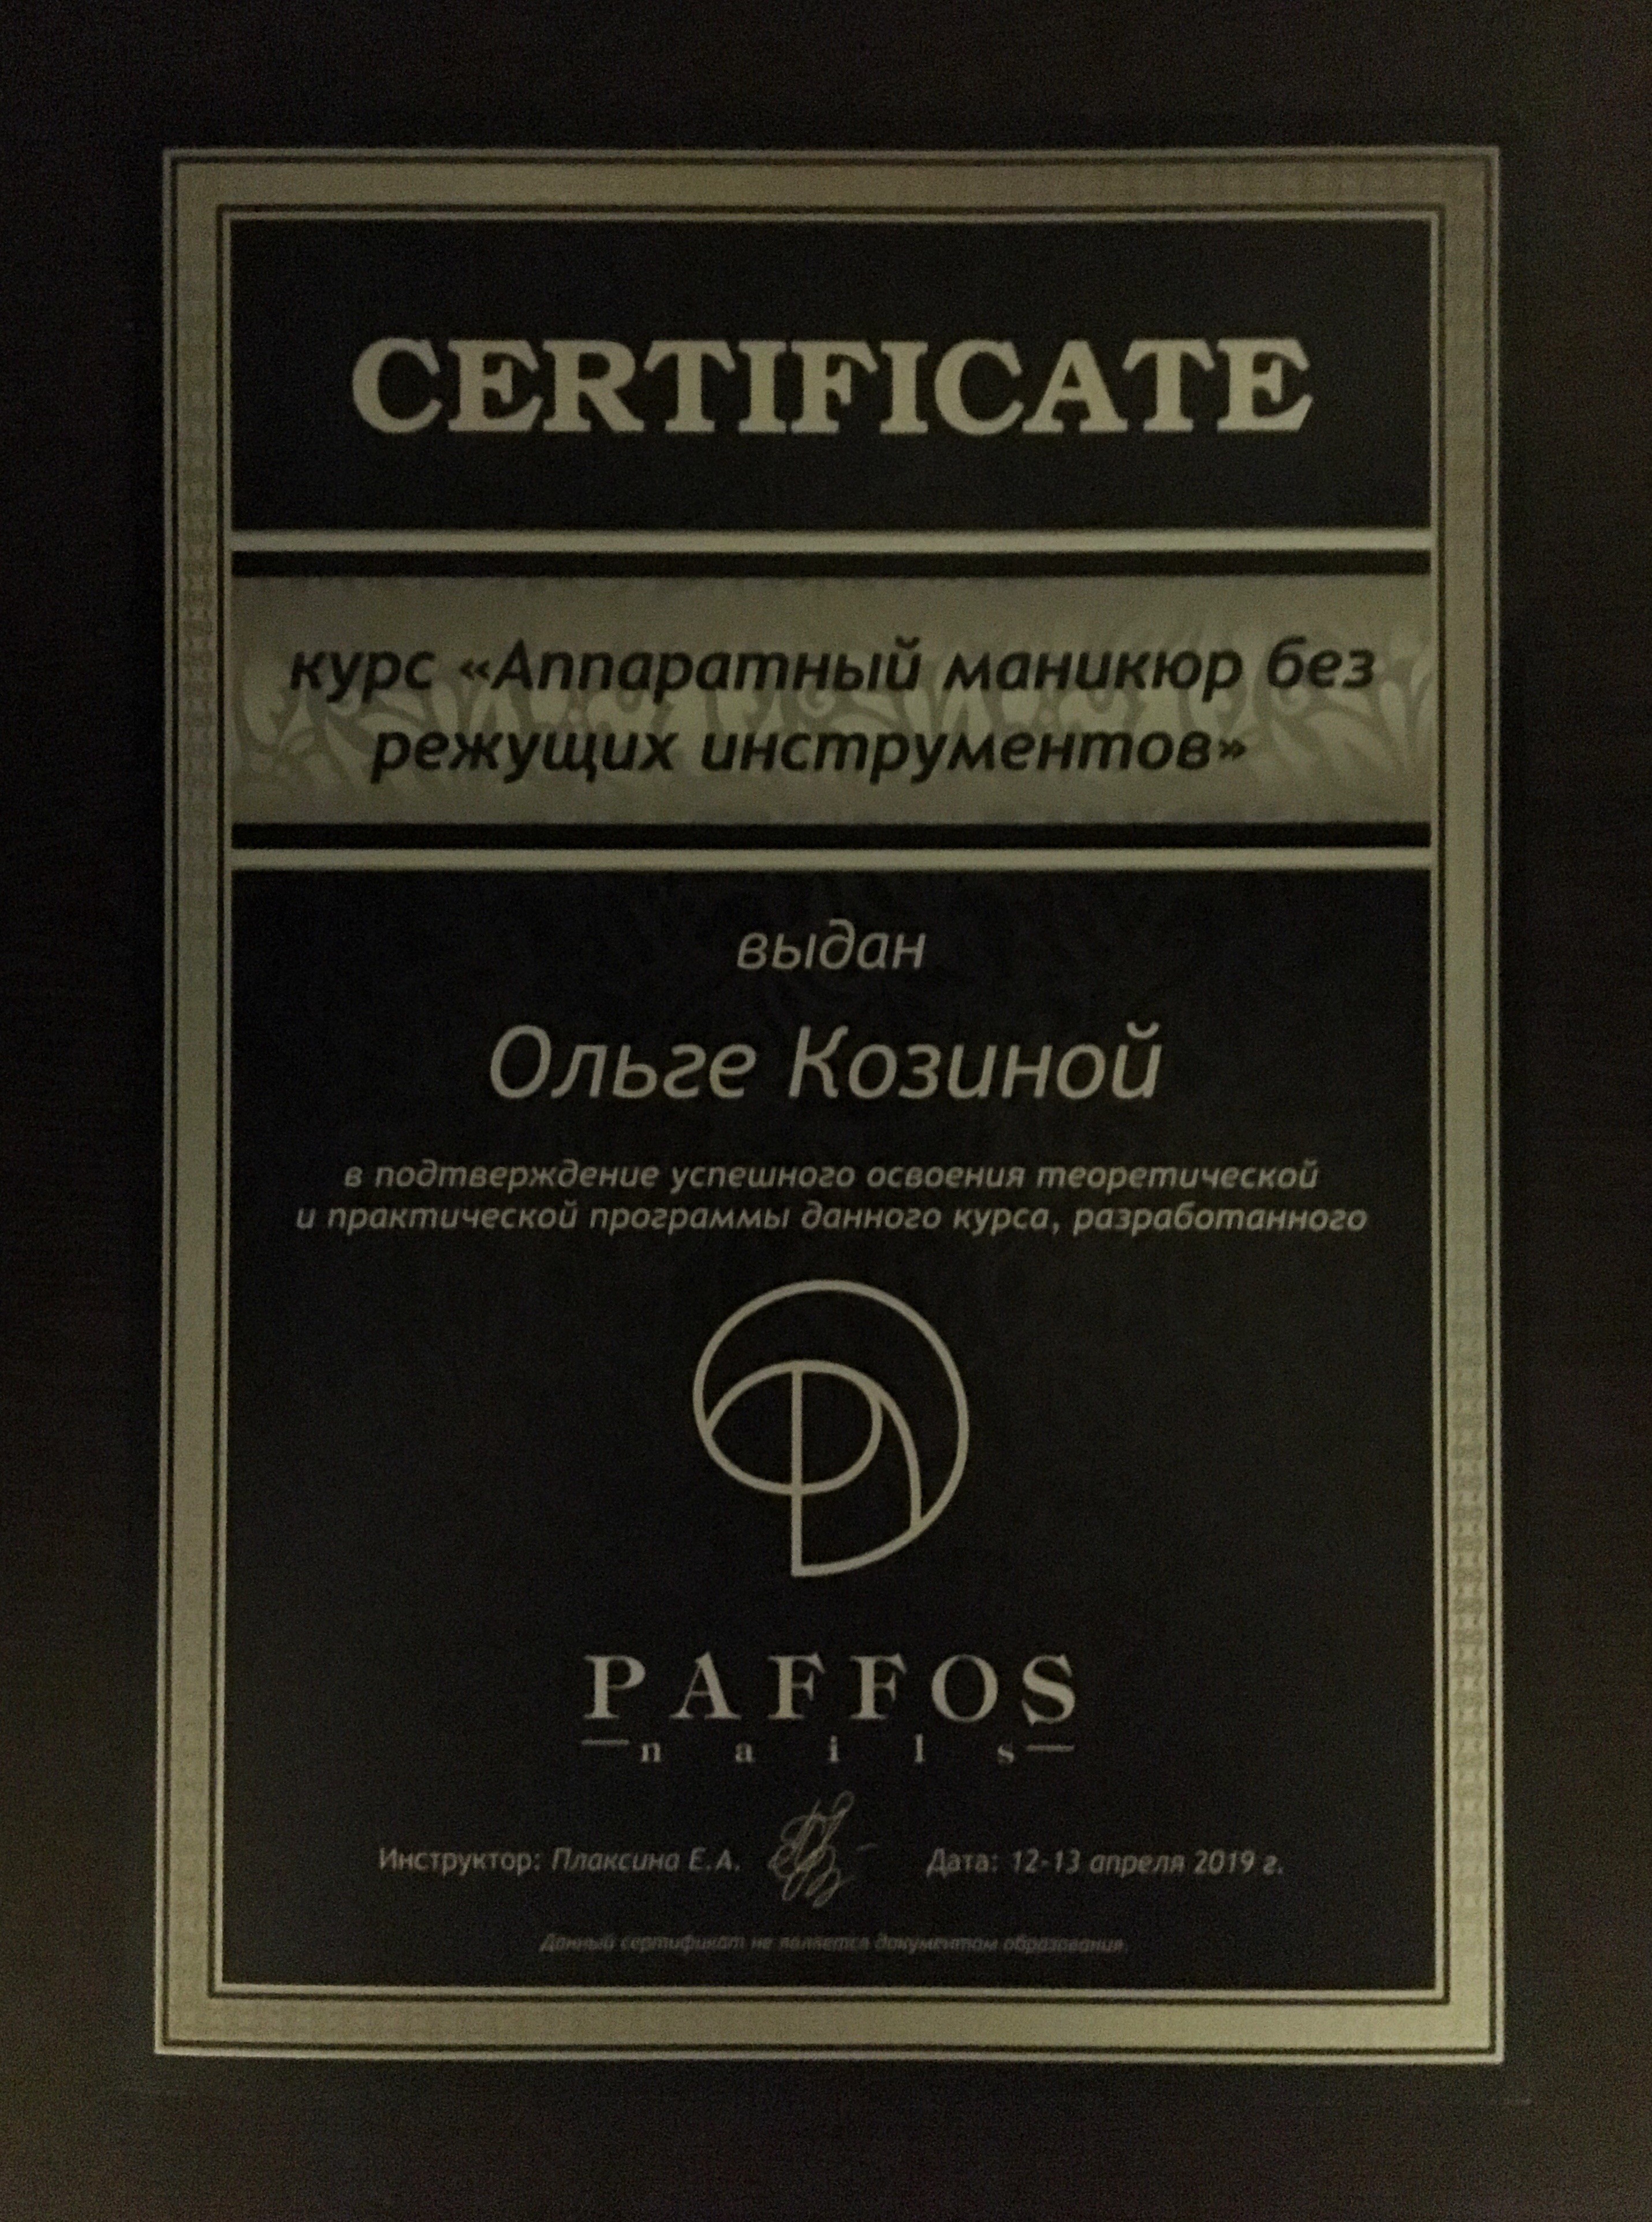 CERTIFICATE
курс «Аппаратный маникюр без
режущих инструментов»
выдан
Ольге Козиной
в подтверждение успешного освоения теоретической
и практической программы данного курса, разработанного
PAFFOS
nails
Инструктор: Плаксина Е.А. Дата: 12-13 апреля 2019 г.
Данный сертификат не является документом образования.